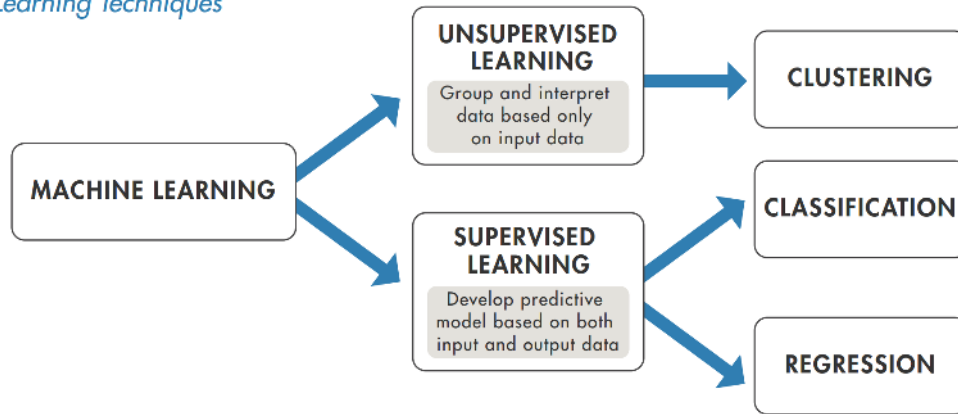 Learning Techniques
UNSUPERVISED
LEARNING
Group and interpret
data based only
on input data
CLUSTERING
MACHINE LEARNING
SUPERVISED
LEARNING
Develop predictive
model based on both
input and output data
CLASSIFICATION
REGRESSION